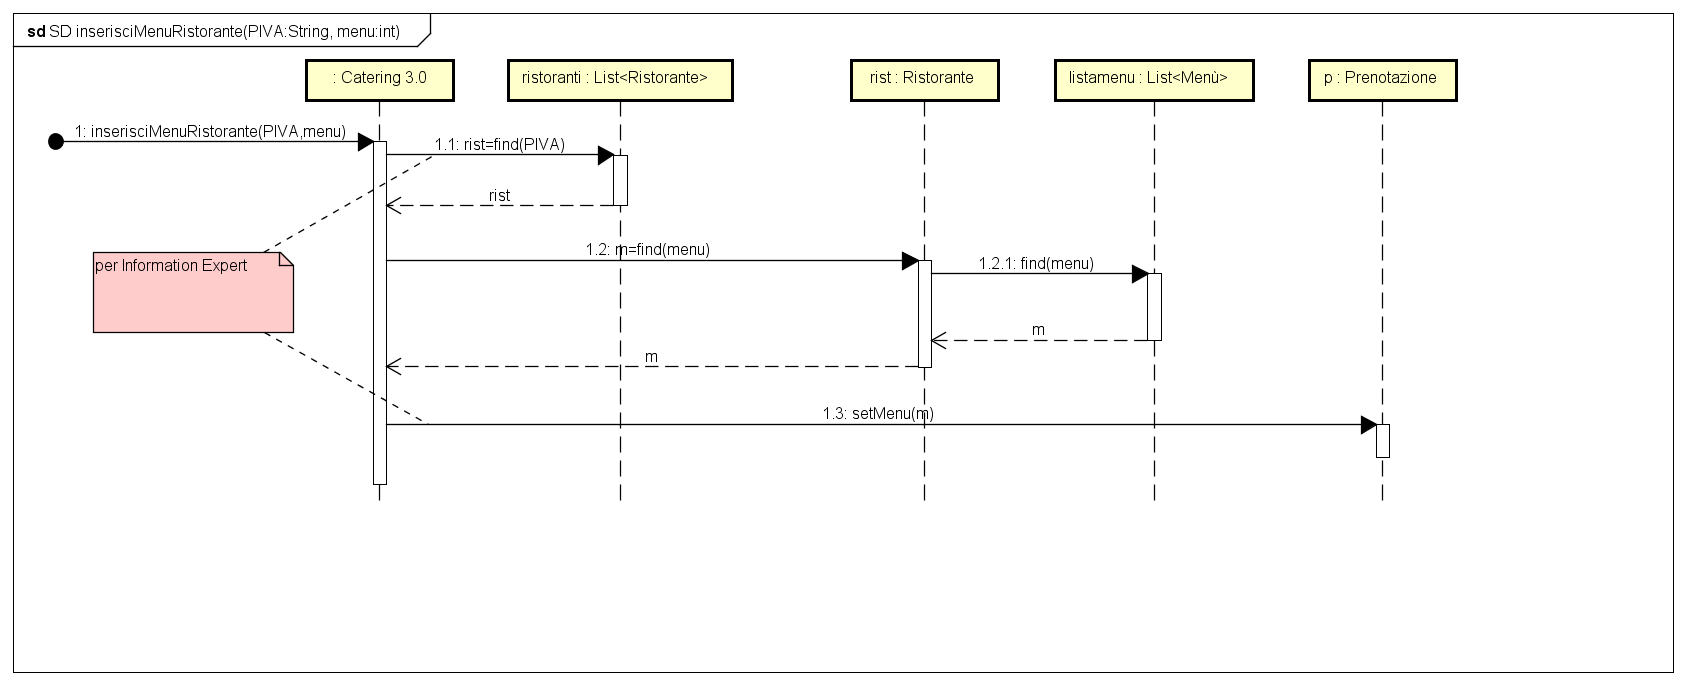 sd SD inserisciMenuRistorante(PIVA:String, menu:int)
: Catering 3.0
ristoranti : List<Ristorante>
rist : Ristorante
listamenu : List<Menù>
p : Prenotazione
1: inserisciMenuRistorante(PIVA,menu)
1.1: rist=find(PIVA)
rist
1.2: m=find(menu)
per Information Expert
1.2.1: find(menu)
m
m
1.3: setMenu(m)